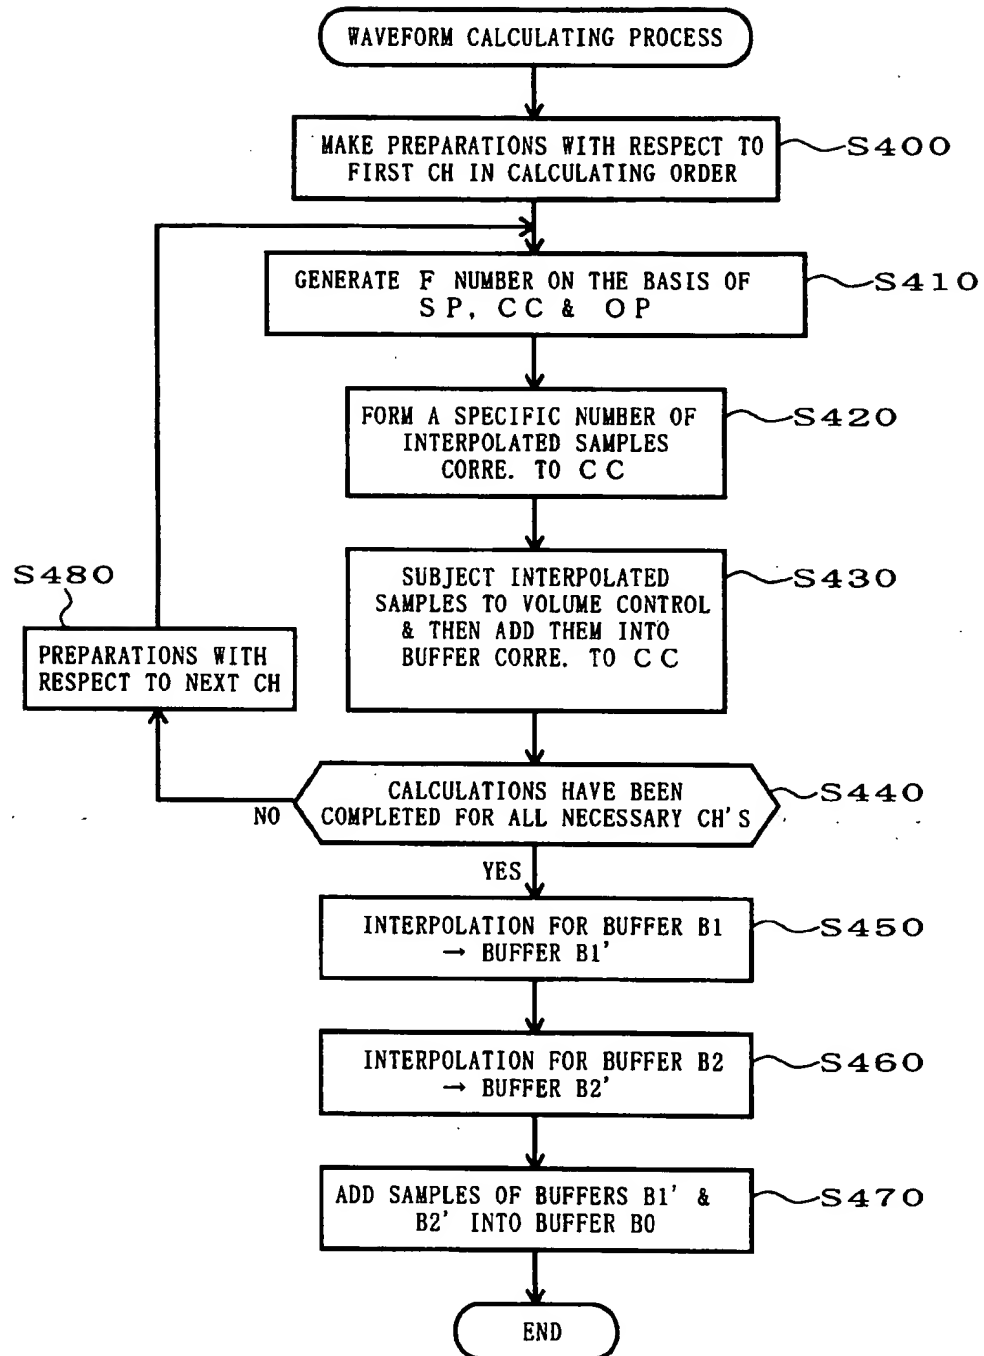 WAVEFORM CALCULATING PROCESS
MAKE PREPARATIONS WITH RESPECT TO
FIRST CH IN CALCULATING ORDER
S400
GENERATE F NUMBER ON THE BASIS OF
SP, CC & OP
S410
FORM A SPECIFIC NUMBER OF
INTERPOLATED SAMPLES
CORRE. TO CC
S420
SUBJECT INTERPOLATED
SAMPLES TO VOLUME CONTROL
& THEN ADD THEM INTO
BUFFER CORRE. TO CC
S430
S480
PREPARATIONS WITH
RESPECT TO NEXT CH
CALCULATIONS HAVE BEEN
COMPLETED FOR ALL NECESSARY CH'S
S440
NO
YES
INTERPOLATION FOR BUFFER B1
→ BUFFER B1'
S450
INTERPOLATION FOR BUFFER B2
→ BUFFER B2'
S460
ADD SAMPLES OF BUFFERS B1' &
B2' INTO BUFFER B0
S470
END